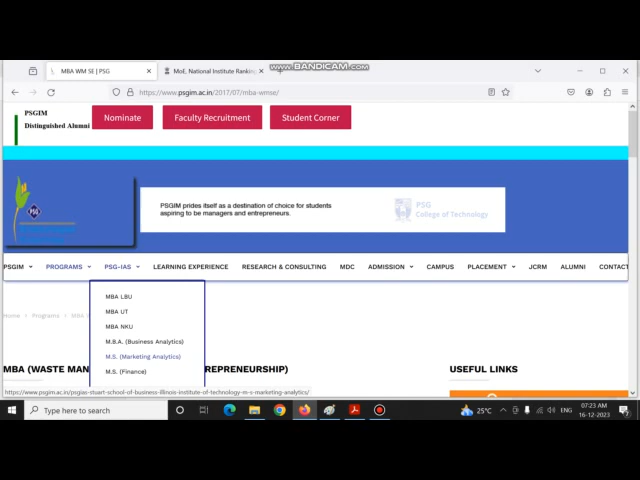 www.BANDICAM.com
MBA WM SE | PSG
MoE, National Institute Ranking
https://www.psgim.ac.in/2017/07/mba-wmse/
PSGIM
Distinguished Alumni
Nominate
Faculty Recruitment
Student Corner
PSG
PSGIM prides itself as a destination of choice for students
aspiring to be managers and entrepreneurs.
PSG
College of Technology
PSGIM
PROGRAMS
PSG-IAS
LEARNING EXPERIENCE
RESEARCH & CONSULTING
MDC
ADMISSION
CAMPUS
PLACEMENT
JCRM
ALUMNI
CONTACT
MBA LBU
MBA UT
MBA NKU
M.B.A. (Business Analytics)
M.S. (Marketing Analytics)
M.S. (Finance)
Home > Programs > MBA W
MBA (WASTE MAN
REPRENEURSHIP)
USEFUL LINKS
https://www.psgim.ac.in/psgias-stuart-school-of-business-illinois-institute-of-technology-m-s-marketing-analytics/
Type here to search
25°C
ENG
07:23 AM
16-12-2023